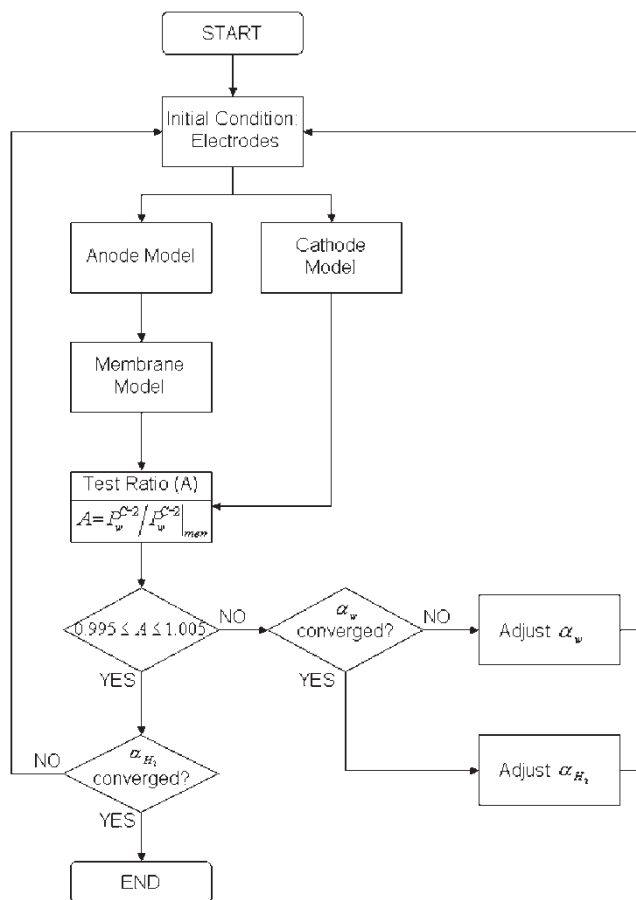 START
Initial Condition:
Electrodes
Anode Model
Cathode
Model
Membrane
Model
Test Ratio (A)
A = P_w^{C-2} / P_w^{C-2}|_{mem}
0.995 ≤ A ≤ 1.005
NO
α_w
converged?
NO
Adjust α_w
YES
YES
NO
α_{H_2}
converged?
Adjust α_{H_2}
YES
END